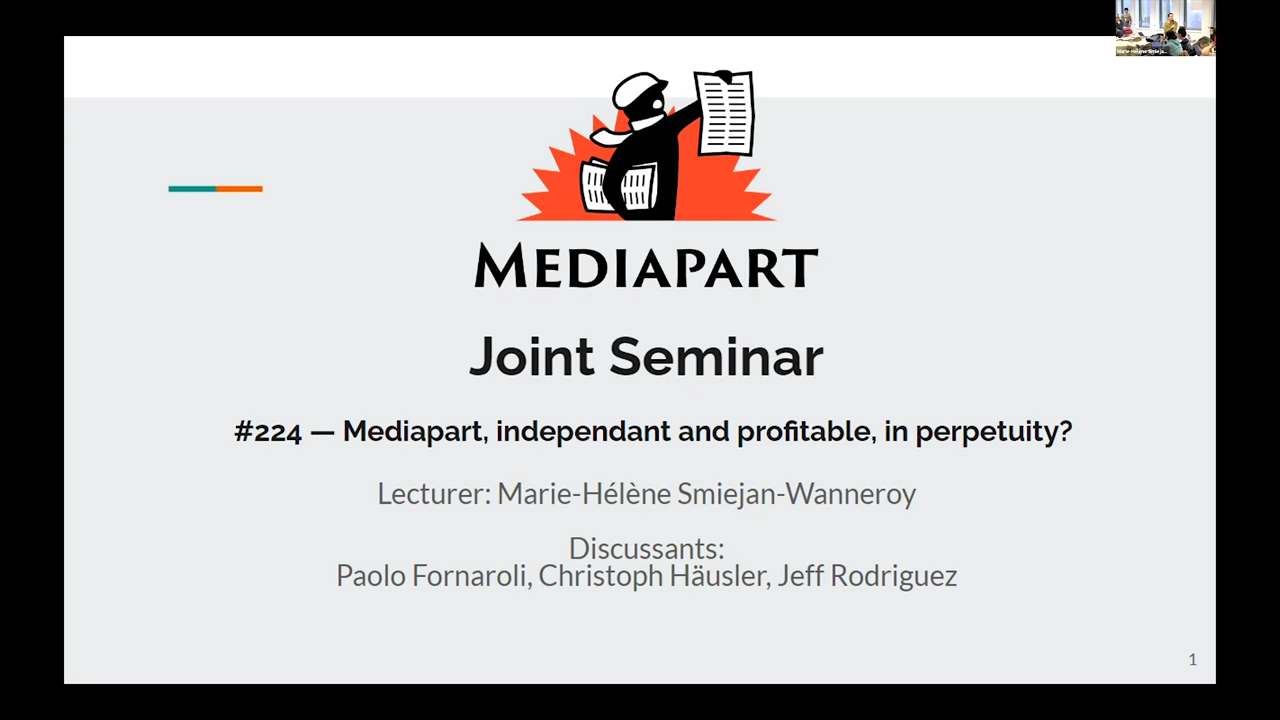 MEDIAPART
Joint Seminar
#224 — Mediapart, independant and profitable, in perpetuity?
Lecturer: Marie-Hélène Smiejan-Wanneroy
Discussants:
Paolo Fornaroli, Christoph Häusler, Jeff Rodriguez
1